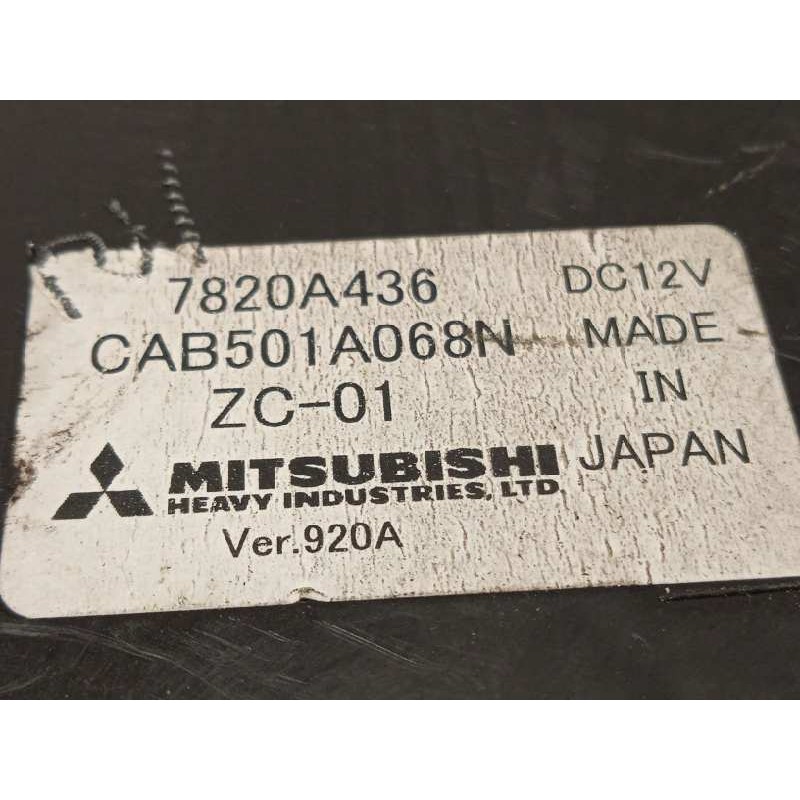 7820A436 DC12V
CAB501A068N MADE
ZC-01 IN
MITSUBISHI JAPAN
HEAVY INDUSTRIES, LTD.
Ver.920A